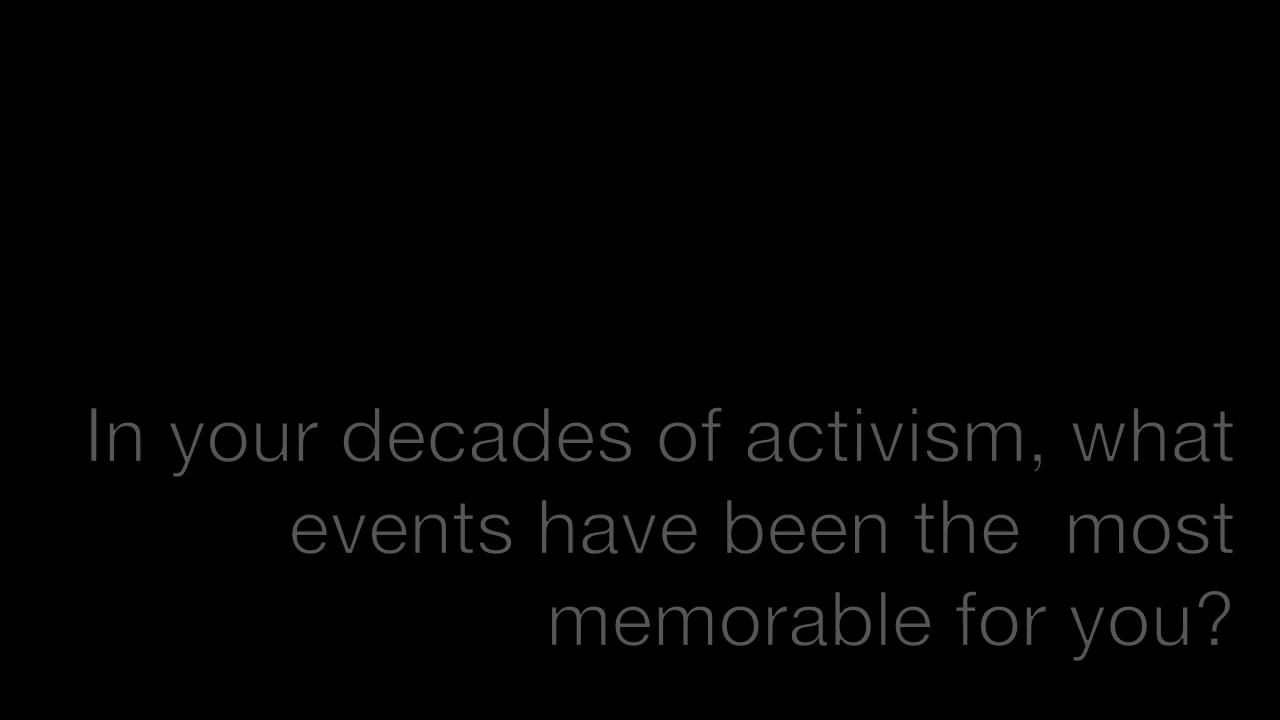 In your decades of activism, what
events have been the  most
memorable for you?